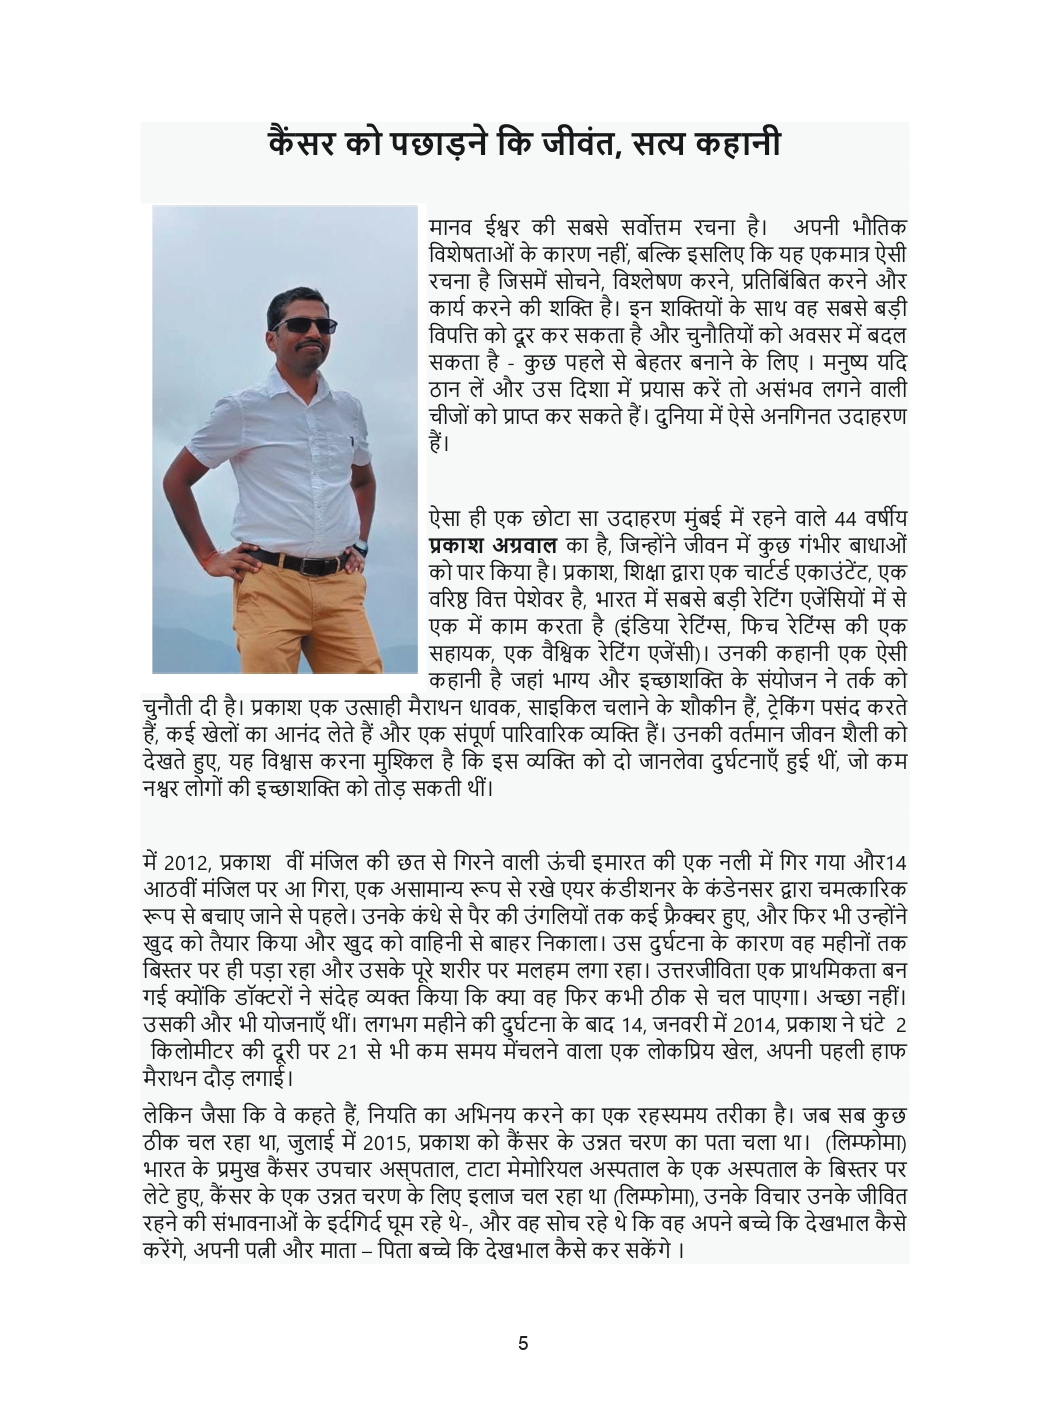 कैंसर को पछाड़ने कि जीवंत, सत्य कहानी
मानव ईश्वर की सबसे सर्वोत्तम रचना है। अपनी भौतिक
विशेषताओं के कारण नहीं, बल्कि इसलिए कि यह एकमात्र ऐसी
रचना है जिसमें सोचने, विश्लेषण करने, प्रतिबिंबित करने और
कार्य करने की शक्ति है। इन शक्तियों के साथ वह सबसे बड़ी
विपत्ति को दूर कर सकता है और चुनौतियों को अवसर में बदल
सकता है - कुछ पहले से बेहतर बनाने के लिए । मनुष्य यदि
ठान लें और उस दिशा में प्रयास करें तो असंभव लगने वाली
चीजों को प्राप्त कर सकते हैं। दुनिया में ऐसे अनगिनत उदाहरण
हैं।
ऐसा ही एक छोटा सा उदाहरण मुंबई में रहने वाले 44 वर्षीय
प्रकाश अग्रवाल का है, जिन्होंने जीवन में कुछ गंभीर बाधाओं
को पार किया है। प्रकाश, शिक्षा द्वारा एक चार्टर्ड एकाउंटेंट, एक
वरिष्ठ वित्त पेशेवर है, भारत में सबसे बड़ी रेटिंग एजेंसियों में से
एक में काम करता है (इंडिया रेटिंग्स, फिच रेटिंग्स की एक
सहायक, एक वैश्विक रेटिंग एजेंसी)। उनकी कहानी एक ऐसी
कहानी है जहां भाग्य और इच्छाशक्ति के संयोजन ने तर्क को
चुनौती दी है। प्रकाश एक उत्साही मैराथन धावक, साइकिल चलाने के शौकीन हैं, ट्रेकिंग पसंद करते
हैं, कई खेलों का आनंद लेते हैं और एक संपूर्ण पारिवारिक व्यक्ति हैं। उनकी वर्तमान जीवन शैली को
देखते हुए, यह विश्वास करना मुश्किल है कि इस व्यक्ति को दो जानलेवा दुर्घटनाएँ हुई थीं, जो कम
नश्वर लोगों की इच्छाशक्ति को तोड़ सकती थीं।
में 2012, प्रकाश वीं मंजिल की छत से गिरने वाली ऊंची इमारत की एक नली में गिर गया और14
आठवीं मंजिल पर आ गिरा, एक असामान्य रूप से रखे एयर कंडीशनर के कंडेनसर द्वारा चमत्कारिक
रूप से बचाए जाने से पहले। उनके कंधे से पैर की उंगलियों तक कई फ्रैक्चर हुए, और फिर भी उन्होंने
खुद को तैयार किया और खुद को वाहिनी से बाहर निकाला। उस दुर्घटना के कारण वह महीनों तक
बिस्तर पर ही पड़ा रहा और उसके पूरे शरीर पर मलहम लगा रहा। उत्तरजीविता एक प्राथमिकता बन
गई क्योंकि डॉक्टरों ने संदेह व्यक्त किया कि क्या वह फिर कभी ठीक से चल पाएगा। अच्छा नहीं।
उसकी और भी योजनाएँ थीं। लगभग महीने की दुर्घटना के बाद 14, जनवरी में 2014, प्रकाश ने घंटे 2
किलोमीटर की दूरी पर 21 से भी कम समय मेंचलने वाला एक लोकप्रिय खेल, अपनी पहली हाफ
मैराथन दौड़ लगाई।
लेकिन जैसा कि वे कहते हैं, नियति का अभिनय करने का एक रहस्यमय तरीका है। जब सब कुछ
ठीक चल रहा था, जुलाई में 2015, प्रकाश को कैंसर के उन्नत चरण का पता चला था। (लिम्फोमा)
भारत के प्रमुख कैंसर उपचार अस्पताल, टाटा मेमोरियल अस्पताल के एक अस्पताल के बिस्तर पर
लेटे हुए, कैंसर के एक उन्नत चरण के लिए इलाज चल रहा था (लिम्फोमा), उनके विचार उनके जीवित
रहने की संभावनाओं के इर्दगिर्द घूम रहे थे-, और वह सोच रहे थे कि वह अपने बच्चे कि देखभाल कैसे
करेंगे, अपनी पत्नी और माता – पिता बच्चे कि देखभाल कैसे कर सकेंगे ।
5